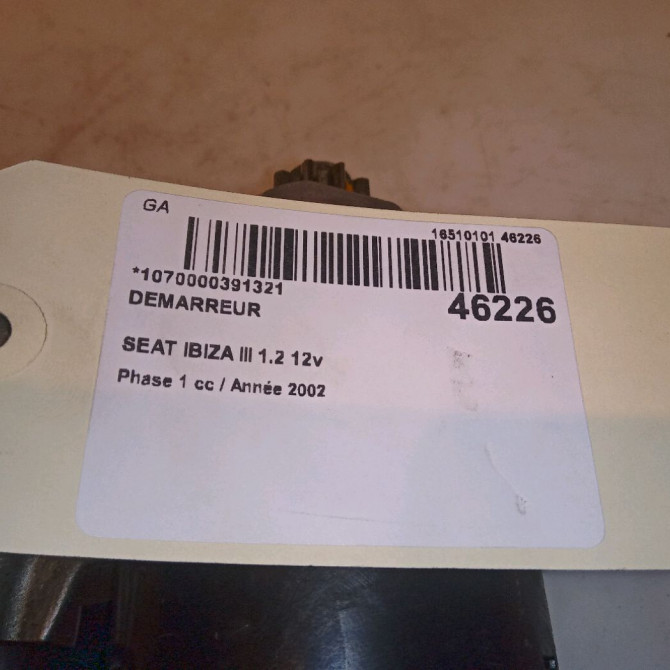 GA
16510101 46226
*1070000391321
DEMARREUR
46226
SEAT IBIZA III 1.2 12v
Phase 1 cc / Année 2002